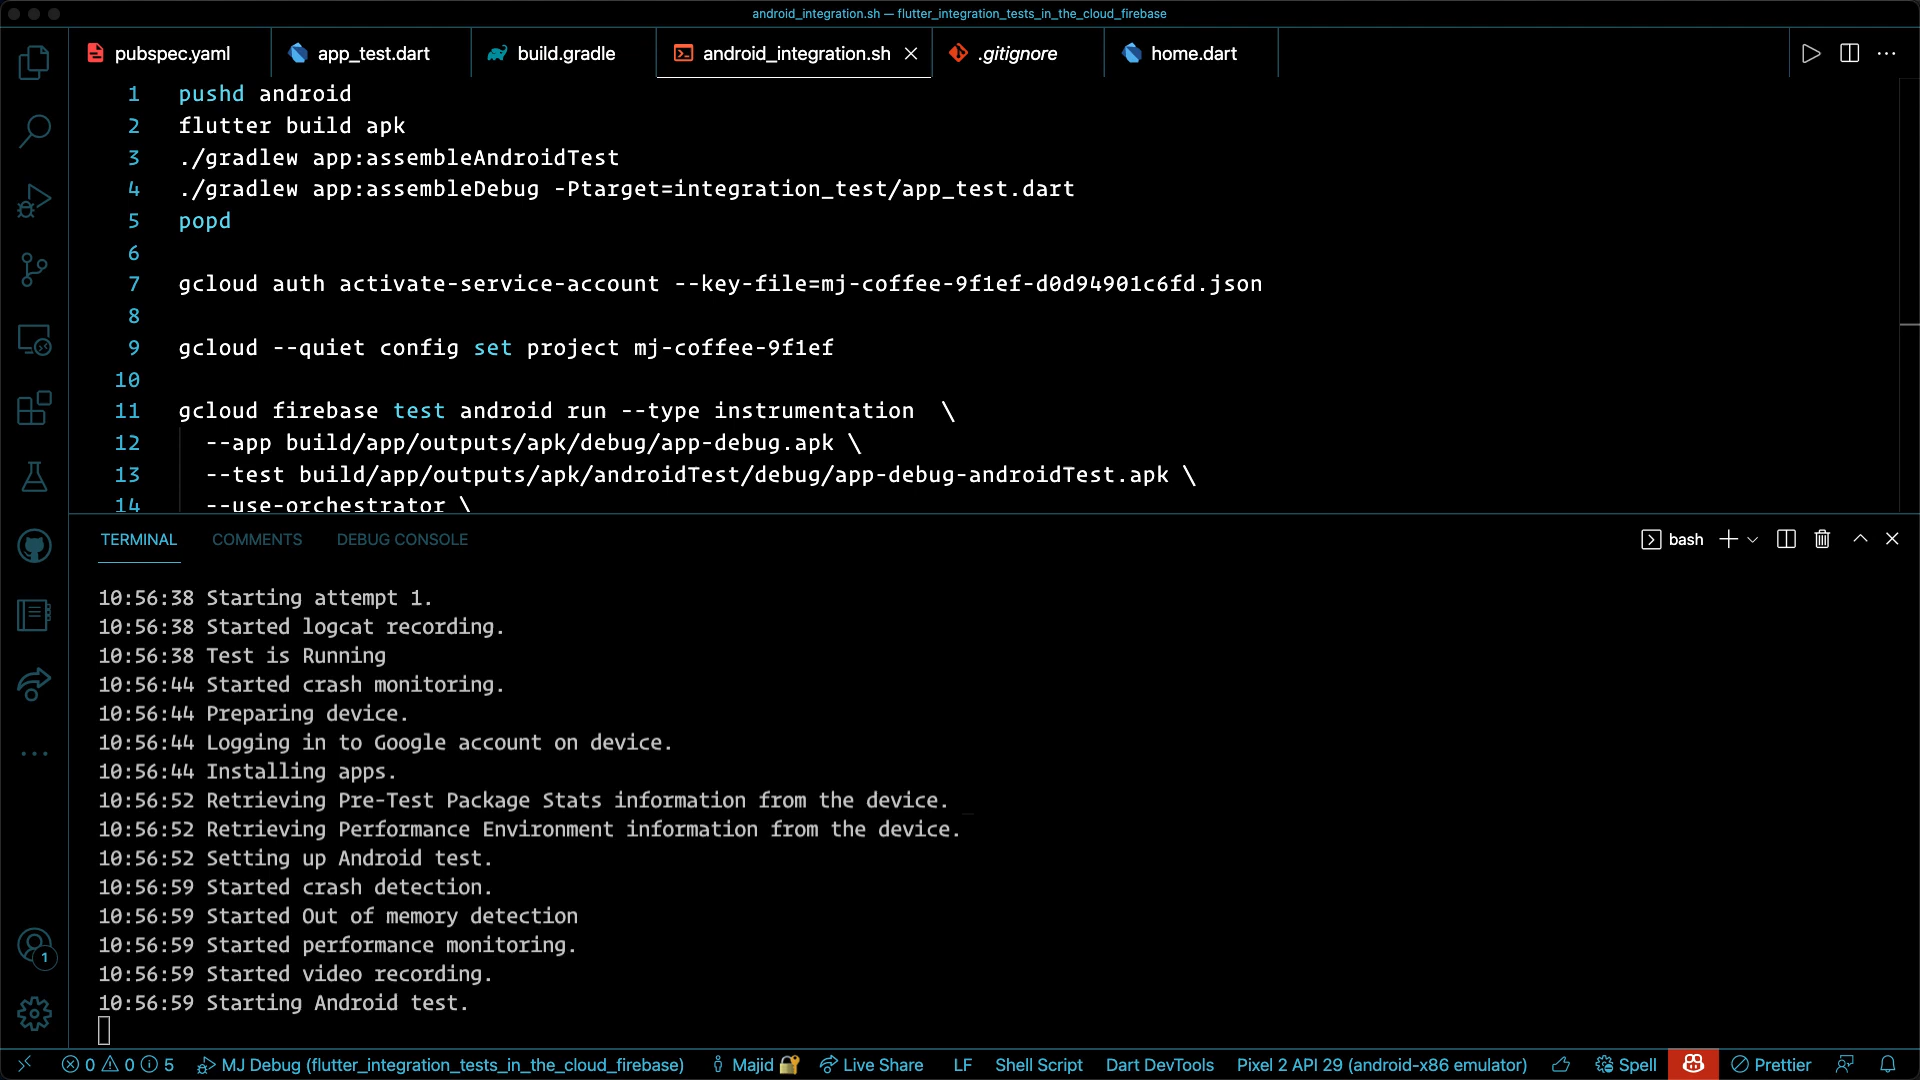 android_integration.sh — flutter_integration_tests_in_the_cloud_firebase
pubspec.yaml
app_test.dart
build.gradle
android_integration.sh
.gitignore
home.dart
1 pushd android
2 flutter build apk
3 ./gradlew app:assembleAndroidTest
4 ./gradlew app:assembleDebug -Ptarget=integration_test/app_test.dart
5 popd
6
7 gcloud auth activate-service-account --key-file=mj-coffee-9f1ef-d0d94901c6fd.json
8
9 gcloud --quiet config set project mj-coffee-9f1ef
10
11 gcloud firebase test android run --type instrumentation  \
12   --app build/app/outputs/apk/debug/app-debug.apk \
13   --test build/app/outputs/apk/androidTest/debug/app-debug-androidTest.apk \
14   --use-orchestrator \
TERMINAL COMMENTS DEBUG CONSOLE
bash
10:56:38 Starting attempt 1.
10:56:38 Started logcat recording.
10:56:38 Test is Running
10:56:44 Started crash monitoring.
10:56:44 Preparing device.
10:56:44 Logging in to Google account on device.
10:56:44 Installing apps.
10:56:52 Retrieving Pre-Test Package Stats information from the device.
10:56:52 Retrieving Performance Environment information from the device.
10:56:52 Setting up Android test.
10:56:59 Started crash detection.
10:56:59 Started Out of memory detection
10:56:59 Started performance monitoring.
10:56:59 Started video recording.
10:56:59 Starting Android test.
1
0 0 5 MJ Debug (flutter_integration_tests_in_the_cloud_firebase) Majid Live Share LF Shell Script Dart DevTools Pixel 2 API 29 (android-x86 emulator) Spell Prettier